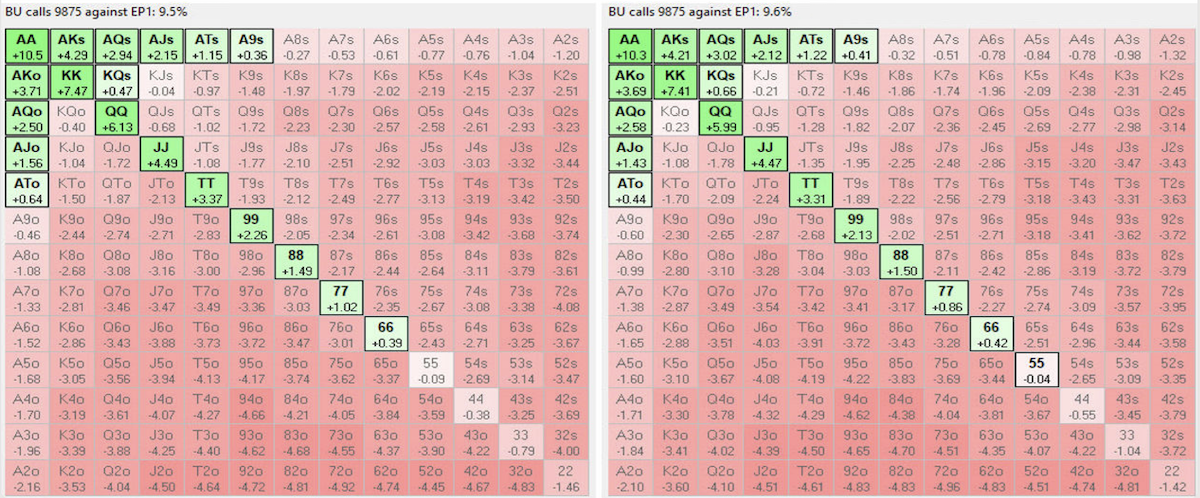 BU calls 9875 against EP1: 9.5%
AA AKs AQs AJs ATs A9s A8s A7s A6s A5s A4s A3s A2s
+10.5 +4.29 +2.94 +2.15 +1.15 +0.36 -0.27 -0.53 -0.61 -0.77 -0.76 -1.04 -1.20
AKo KK KQs KJs KTs K9s K8s K7s K6s K5s K4s K3s K2s
+3.71 +7.47 +0.47 -0.04 -0.97 -1.48 -1.97 -1.79 -2.02 -2.19 -2.15 -2.37 -2.51
AQo KQo QQ QJs QTs Q9s Q8s Q7s Q6s Q5s Q4s Q3s Q2s
+2.50 -0.40 +6.13 -0.68 -1.02 -1.72 -2.23 -2.30 -2.57 -2.58 -2.61 -2.93 -3.23
AJo KJo QJo JJ JTs J9s J8s J7s J6s J5s J4s J3s J2s
+1.56 -1.04 -1.72 +4.49 -1.08 -1.77 -2.10 -2.51 -2.92 -3.03 -3.03 -3.32 -3.44
ATo KTo QTo JTo TT T9s T8s T7s T6s T5s T4s T3s T2s
+0.64 -1.50 -1.87 -2.13 +3.37 -1.93 -2.12 -2.49 -2.77 -3.13 -3.19 -3.42 -3.50
A9o K9o Q9o J9o T9o 99 98s 97s 96s 95s 94s 93s 92s
-0.46 -2.44 -2.74 -2.71 -2.83 +2.26 -2.05 -2.34 -2.61 -3.08 -3.42 -3.68 -3.74
A8o K8o Q8o J8o T8o 98o 88 87s 86s 85s 84s 83s 82s
-1.08 -2.68 -3.08 -3.16 -3.00 -2.96 +1.49 -2.17 -2.44 -2.64 -3.11 -3.79 -3.61
A7o K7o Q7o J7o T7o 97o 87o 77 76s 75s 74s 73s 72s
-1.33 -2.81 -3.46 -3.47 -3.49 -3.36 -3.03 +1.02 -2.35 -2.67 -3.08 -3.38 -4.08
A6o K6o Q6o J6o T6o 96o 86o 76o 66 65s 64s 63s 62s
-1.52 -2.86 -3.43 -3.88 -3.73 -3.72 -3.47 -3.01 +0.39 -2.43 -2.71 -3.25 -3.67
A5o K5o Q5o J5o T5o 95o 85o 75o 65o 55 54s 53s 52s
-1.68 -3.05 -3.56 -3.94 -4.13 -4.17 -3.74 -3.62 -3.37 -0.09 -2.69 -3.14 -3.47
A4o K4o Q4o J4o T4o 94o 84o 74o 64o 54o 44 43s 42s
-1.70 -3.19 -3.61 -4.07 -4.27 -4.66 -4.21 -4.05 -3.84 -3.59 -0.38 -3.25 -3.69
A3o K3o Q3o J3o T3o 93o 83o 73o 63o 53o 43o 33 32s
-1.96 -3.39 -3.88 -4.25 -4.40 -4.62 -4.68 -4.55 -4.37 -3.90 -4.22 -0.79 -4.00
A2o K2o Q2o J2o T2o 92o 82o 72o 62o 52o 42o 32o 22
-2.16 -3.53 -4.04 -4.50 -4.64 -4.72 -4.81 -4.92 -4.74 -4.45 -4.67 -4.83 -1.46
BU calls 9875 against EP1: 9.6%
AA AKs AQs AJs ATs A9s A8s A7s A6s A5s A4s A3s A2s
+10.3 +4.21 +3.02 +2.12 +1.22 +0.41 -0.32 -0.51 -0.78 -0.84 -0.78 -0.98 -1.32
AKo KK KQs KJs KTs K9s K8s K7s K6s K5s K4s K3s K2s
+3.69 +7.41 +0.66 -0.21 -0.72 -1.46 -1.86 -1.74 -1.96 -2.09 -2.38 -2.31 -2.45
AQo KQo QQ QJs QTs Q9s Q8s Q7s Q6s Q5s Q4s Q3s Q2s
+2.58 -0.23 +5.99 -0.95 -1.28 -1.82 -2.07 -2.36 -2.45 -2.69 -2.77 -2.98 -3.14
AJo KJo QJo JJ JTs J9s J8s J7s J6s J5s J4s J3s J2s
+1.43 -1.08 -1.78 +4.47 -1.35 -1.95 -2.25 -2.48 -2.86 -3.15 -3.20 -3.47 -3.43
ATo KTo QTo JTo TT T9s T8s T7s T6s T5s T4s T3s T2s
+0.44 -1.70 -2.09 -2.24 +3.31 -1.89 -2.22 -2.56 -2.79 -3.13 -3.43 -3.31 -3.63
A9o K9o Q9o J9o T9o 99 98s 97s 96s 95s 94s 93s 92s
-0.60 -2.30 -2.65 -2.87 -2.68 +2.13 -2.02 -2.51 -2.71 -3.18 -3.41 -3.62 -3.72
A8o K8o Q8o J8o T8o 98o 88 87s 86s 85s 84s 83s 82s
-0.99 -2.80 -3.10 -3.28 -3.04 -3.03 +1.50 -2.11 -2.42 -2.86 -3.19 -3.72 -3.79
A7o K7o Q7o J7o T7o 97o 87o 77 76s 75s 74s 73s 72s
-1.38 -2.87 -3.49 -3.54 -3.42 -3.41 -3.17 +0.86 -2.27 -2.74 -3.09 -3.57 -3.95
A6o K6o Q6o J6o T6o 96o 86o 76o 66 65s 64s 63s 62s
-1.65 -2.88 -3.51 -4.03 -3.91 -3.72 -3.43 -3.28 +0.42 -2.51 -2.96 -3.44 -3.58
A5o K5o Q5o J5o T5o 95o 85o 75o 65o 55 54s 53s 52s
-1.60 -3.10 -3.67 -4.08 -4.19 -4.22 -3.83 -3.69 -3.44 -0.04 -2.65 -3.09 -3.35
A4o K4o Q4o J4o T4o 94o 84o 74o 64o 54o 44 43s 42s
-1.71 -3.30 -3.78 -4.32 -4.29 -4.62 -4.38 -4.04 -3.81 -3.67 -0.55 -3.45 -3.79
A3o K3o Q3o J3o T3o 93o 83o 73o 63o 53o 43o 33 32s
-1.84 -3.41 -4.02 -4.39 -4.50 -4.65 -4.70 -4.51 -4.35 -4.07 -4.22 -1.04 -3.72
A2o K2o Q2o J2o T2o 92o 82o 72o 62o 52o 42o 32o 22
-2.10 -3.60 -4.10 -4.51 -4.61 -4.83 -4.83 -4.96 -4.83 -4.51 -4.67 -4.81 -1.42